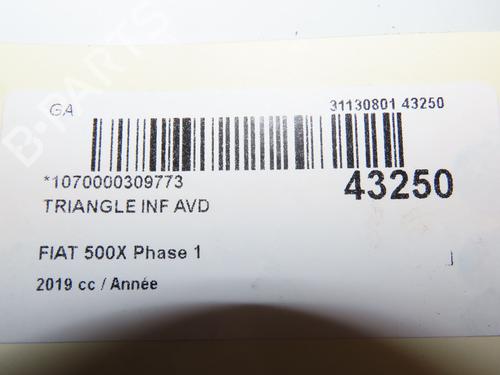 GA
31130801 43250
*1070000309773
43250
TRIANGLE INF AVD
FIAT 500X Phase 1
2019 cc / Année
B-PARTS